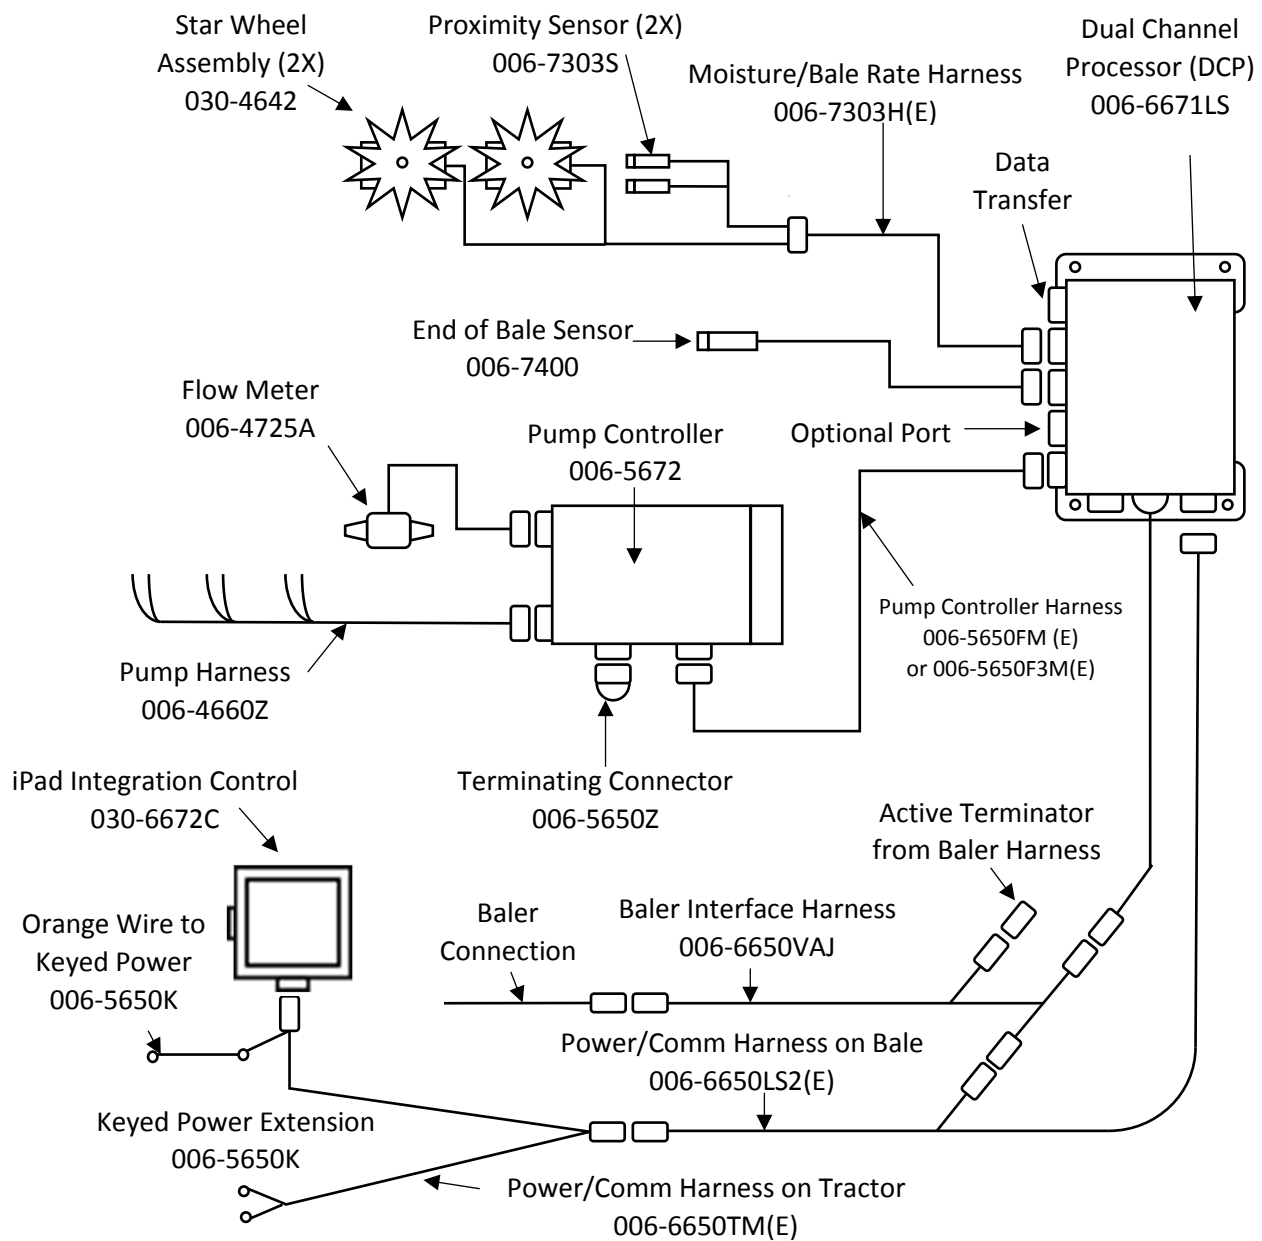 Star Wheel
Assembly (2X)
030-4642
Proximity Sensor (2X)
006-7303S
Moisture/Bale Rate Harness
006-7303H(E)
Dual Channel
Processor (DCP)
006-6671LS
Data
Transfer
End of Bale Sensor
006-7400
Flow Meter
006-4725A
Pump Controller
006-5672
Optional Port
Pump Controller Harness
006-5650FM (E)
or 006-5650F3M(E)
Pump Harness
006-4660Z
Terminating Connector
006-5650Z
iPad Integration Control
030-6672C
Active Terminator
from Baler Harness
Orange Wire to
Keyed Power
006-5650K
Baler
Connection
Baler Interface Harness
006-6650VAJ
Power/Comm Harness on Bale
006-6650LS2(E)
Keyed Power Extension
006-5650K
Power/Comm Harness on Tractor
006-6650TM(E)